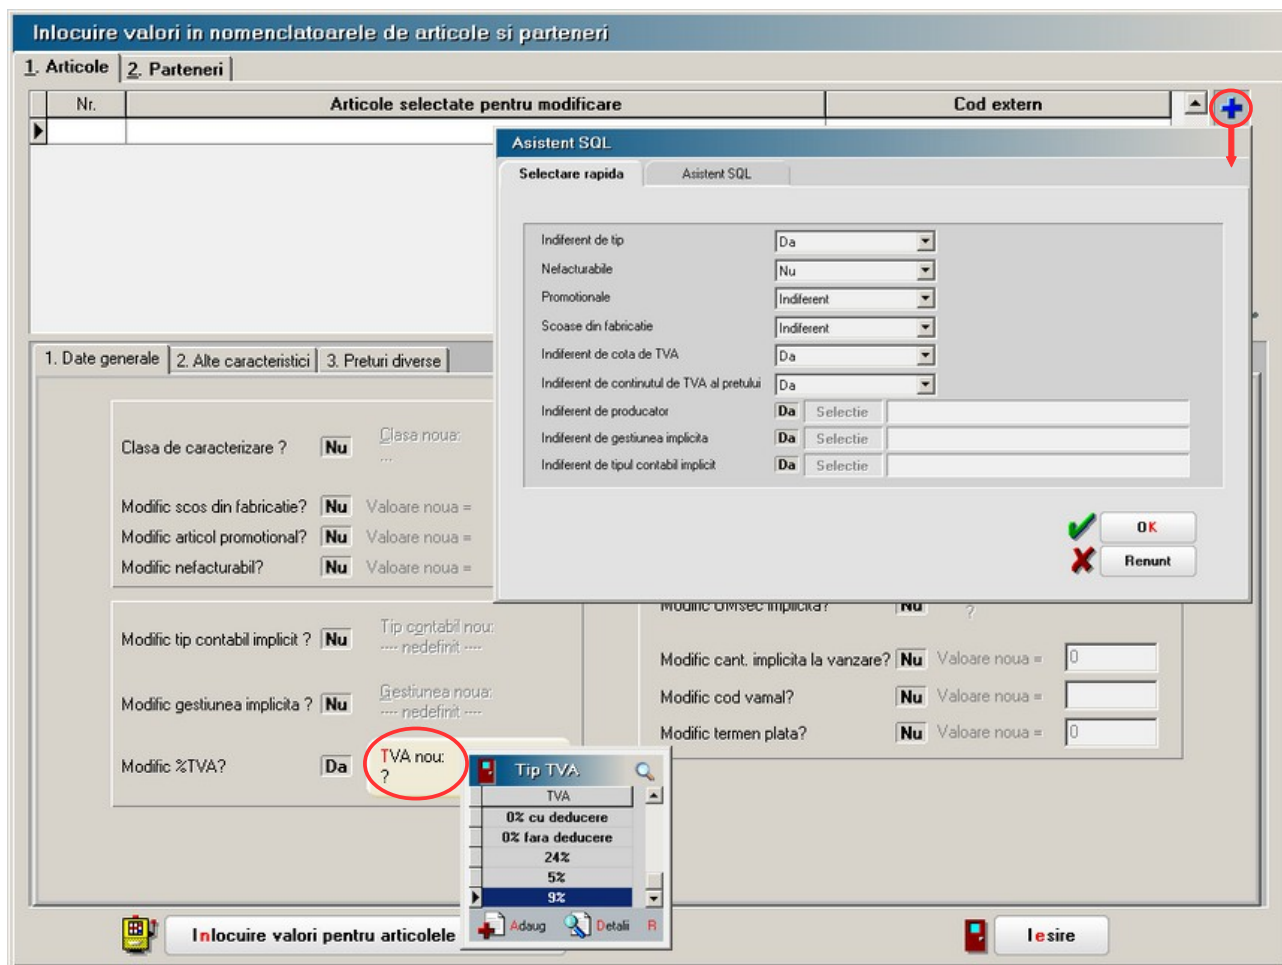 Inlocuire valori in nomenclatoarele de articole si parteneri
1. Articole 2. Parteneri
Nr. Articole selectate pentru modificare Cod extern
Asistent SQL
Selectare rapida Asistent SQL
Indiferent de tip Da
Nefacturabile Nu
Promotionale Indiferent
Scoase din fabricatie Indiferent
Indiferent de cota de TVA Da
Indiferent de continutul de TVA al pretului Da
Indiferent de producator Da Selectie
Indiferent de gestiunea implicita Da Selectie
Indiferent de tipul contabil implicit Da Selectie
OK
Renunt
1. Date generale 2. Alte caracteristici 3. Preturi diverse
Clasa de caracterizare ? Nu Clasa noua:
...
Modific scos din fabricatie? Nu Valoare noua =
Modific articol promotional? Nu Valoare noua =
Modific nefacturabil? Nu Valoare noua =
Modific tip contabil implicit ? Nu Tip contabil nou:
---- nedefinit ----
Modific gestiunea implicita ? Nu Gestiunea noua:
---- nedefinit ----
Modific %TVA? Da TVA nou:
?
Modific UMsec implicita? Nu ?
Modific cant. implicita la vanzare? Nu Valoare noua = 0
Modific cod vamal? Nu Valoare noua =
Modific termen plata? Nu Valoare noua = 0
Tip TVA
TVA
0% cu deducere
0% fara deducere
24%
5%
9%
Adaug Detalii R
Inlocuire valori pentru articolele
Iesire